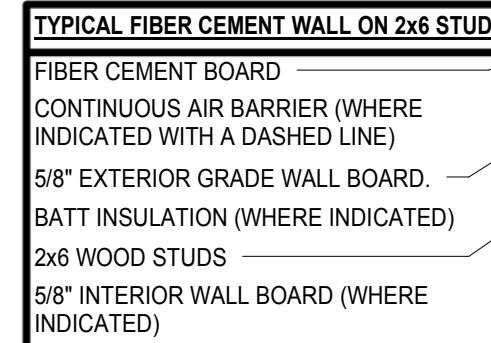 TYPICAL FIBER CEMENT WALL ON 2x6 STUD
FIBER CEMENT BOARD
CONTINUOUS AIR BARRIER (WHERE
INDICATED WITH A DASHED LINE)
5/8" EXTERIOR GRADE WALL BOARD.
BATT INSULATION (WHERE INDICATED)
2x6 WOOD STUDS
5/8" INTERIOR WALL BOARD (WHERE
INDICATED)